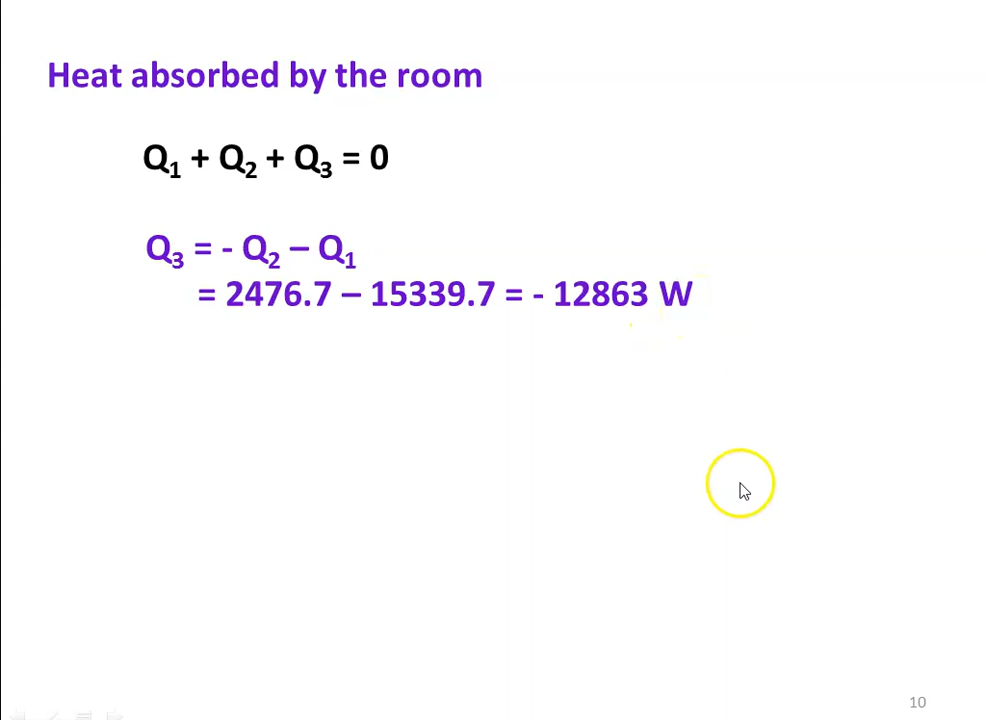 Heat absorbed by the room
Q₁ + Q₂ + Q₃ = 0
Q₃ = - Q₂ – Q₁
= 2476.7 – 15339.7 = - 12863 W
10